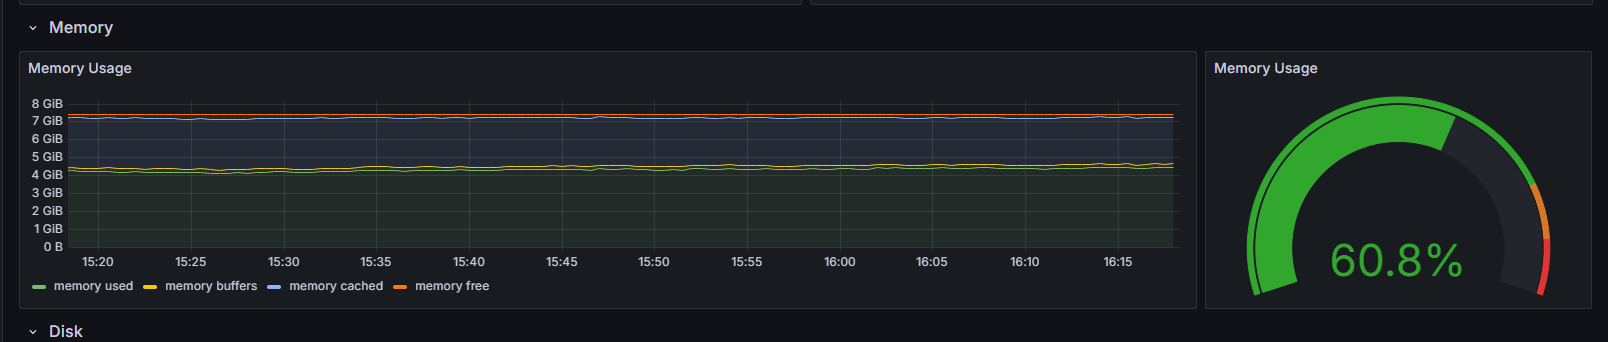 Memory
Memory Usage
8 GiB
7 GiB
6 GiB
5 GiB
4 GiB
3 GiB
2 GiB
1 GiB
0 B
15:20 15:25 15:30 15:35 15:40 15:45 15:50 15:55 16:00 16:05 16:10 16:15
memory used memory buffers memory cached memory free
Memory Usage
60.8%
Disk